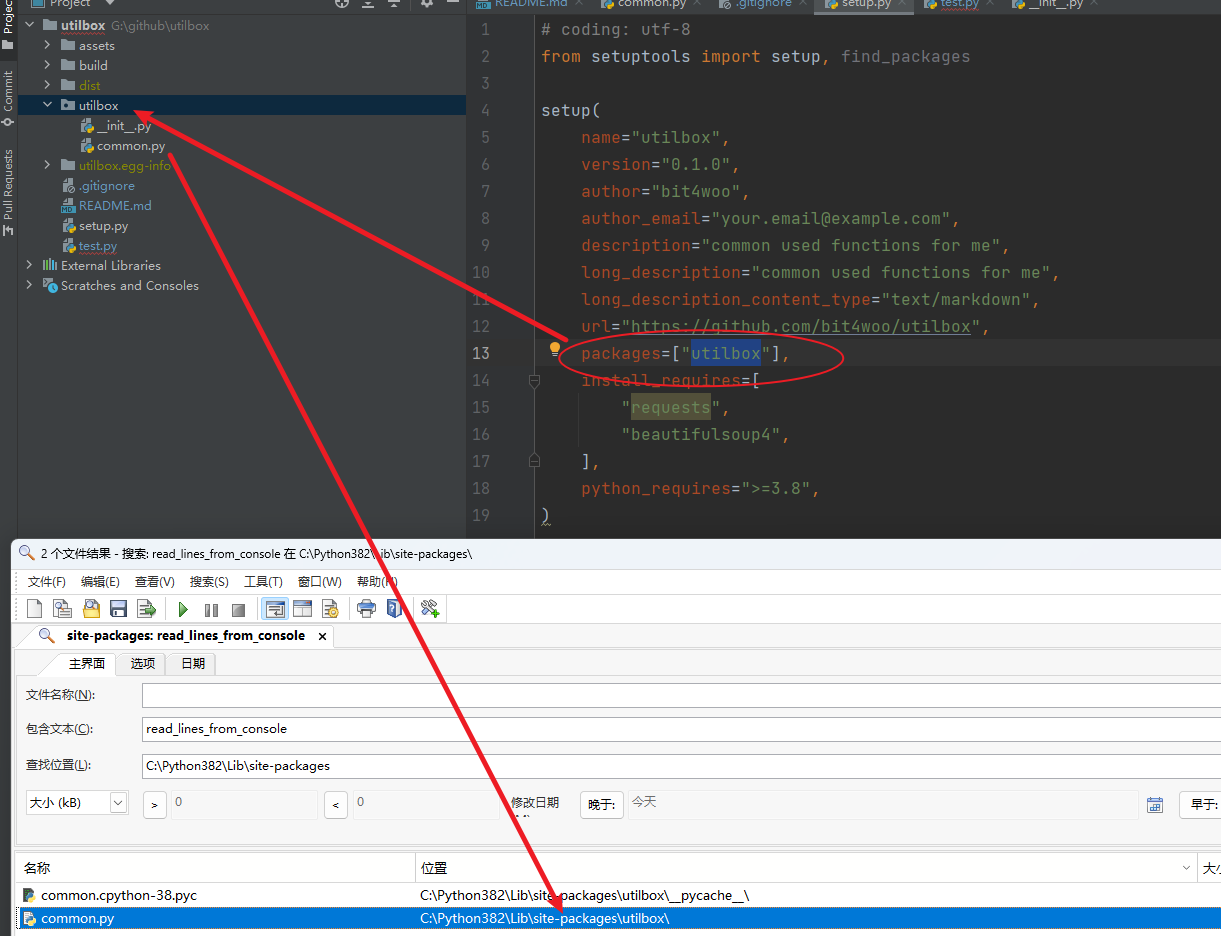 Project
README.md
common.py
.gitignore
setup.py
test.py
__init__.py
Project
Commit
Pull Requests
utilbox G:\github\utilbox
assets
build
dist
utilbox
__init__.py
common.py
utilbox.egg-info
.gitignore
README.md
setup.py
test.py
External Libraries
Scratches and Consoles
1 # coding: utf-8
2 from setuptools import setup, find_packages
3
4 setup(
5 name="utilbox",
6 version="0.1.0",
7 author="bit4woo",
8 author_email="your.email@example.com",
9 description="common used functions for me",
10 long_description="common used functions for me",
11 long_description_content_type="text/markdown",
12 url="https://github.com/bit4woo/utilbox",
13 packages=["utilbox"],
14 install_requires=[
15 "requests",
16 "beautifulsoup4",
17 ],
18 python_requires=">=3.8",
19 )
2 个文件结果 - 搜索: read_lines_from_console 在 C:\Python382\Lib\site-packages\
文件(F) 编辑(E) 查看(V) 搜索(S) 工具(T) 窗口(W) 帮助(H)
site-packages: read_lines_from_console ×
主界面 选项 日期
文件名称(N):
包含文本(C): read_lines_from_console
查找位置(L): C:\Python382\Lib\site-packages
大小 (kB) > 0 < 0 修改日期 晚于: 今天 早于:
名称 位置
common.cpython-38.pyc C:\Python382\Lib\site-packages\utilbox\__pycache__\
common.py C:\Python382\Lib\site-packages\utilbox\